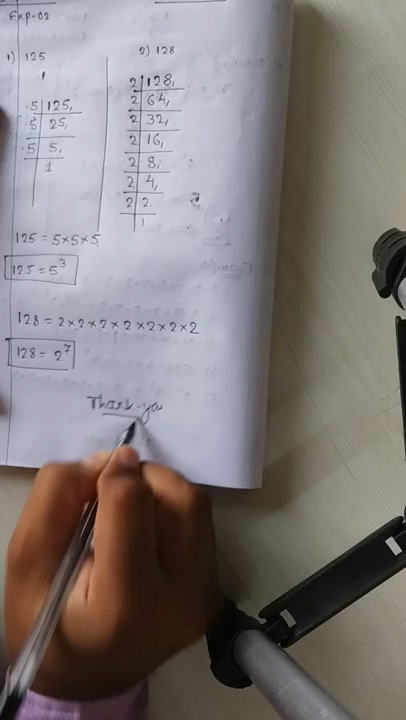 Exp-02
1) 125
5 125,
5 25,
5 5,
1
125 = 5×5×5
125 = 5³
2) 128
2 128,
2 64,
2 32,
2 16,
2 8,
2 4,
2 2
1
128 = 2×2×2×2×2×2×2
128 = 2⁷
Thank-you